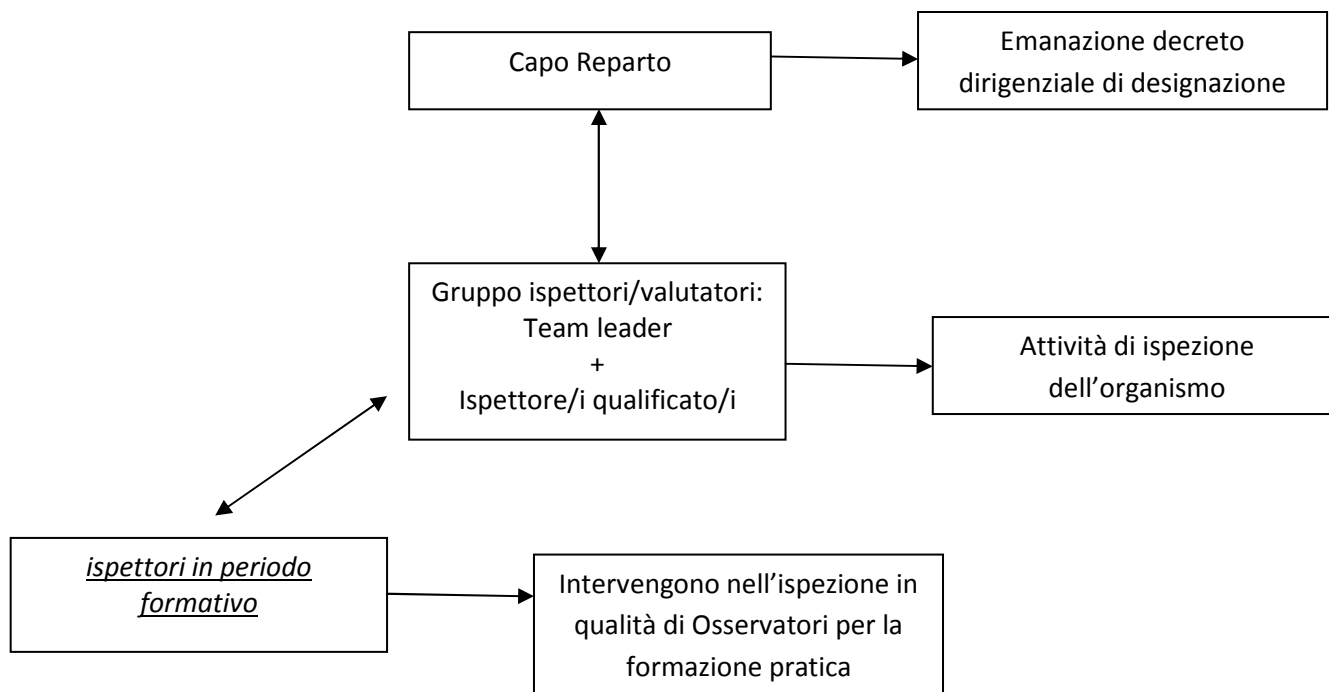 Capo Reparto
Emanazione decreto
dirigenziale di designazione
Gruppo ispettori/valutatori:
Team leader
+
Ispettore/i qualificato/i
Attività di ispezione
dell’organismo
ispettori in periodo
formativo
Intervengono nell’ispezione in
qualità di Osservatori per la
formazione pratica